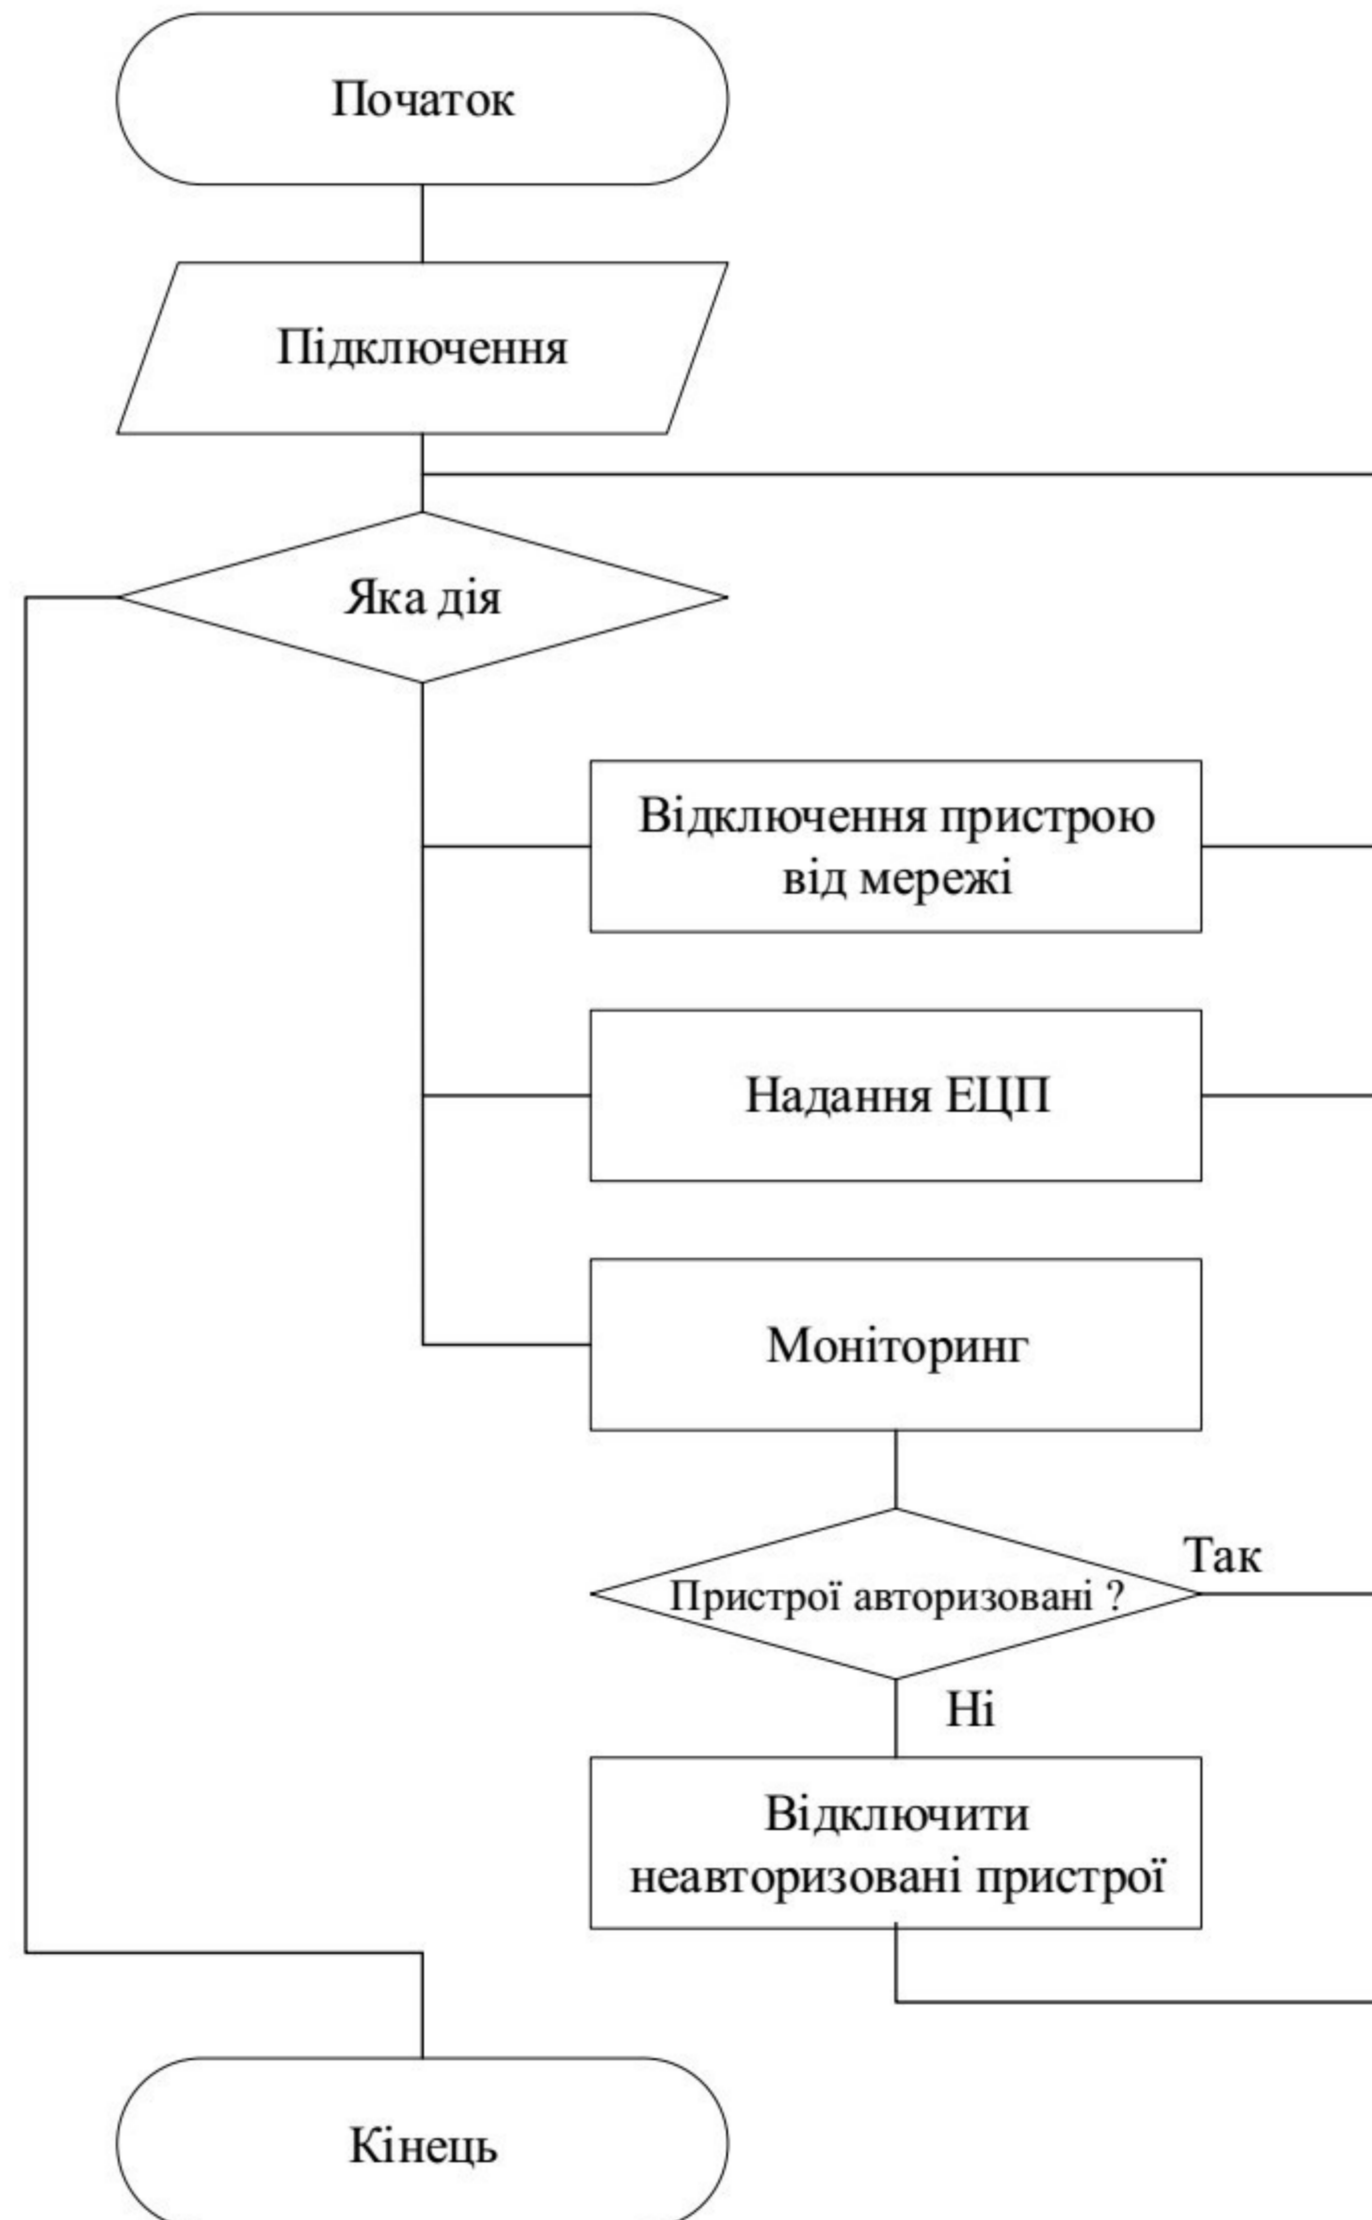 Початок
Підключення
Яка дія
Відключення пристрою
від мережі
Надання ЕЦП
Моніторинг
Пристрої авторизовані ?
Так
Ні
Відключити
неавторизовані пристрої
Кінець